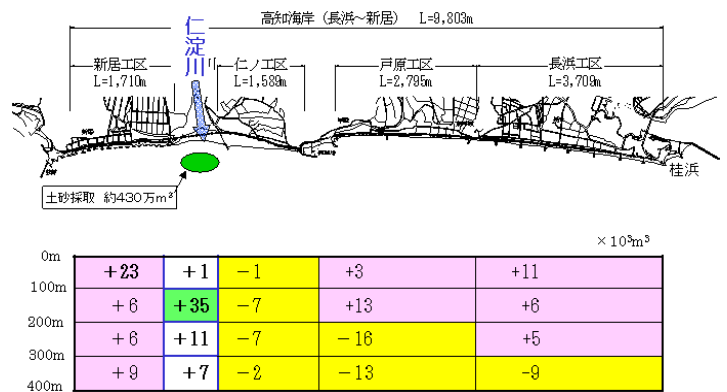 高知海岸（長浜～新居） L=9,803m
仁淀川
新居工区
L=1,710m
仁ノ工区
L=1,589m
戸原工区
L=2,795m
長浜工区
L=3,709m
桂浜
土砂採取 約430万m³
×10³m³
0m
+23 +1 -1 +3 +11
100m
+6 +35 -7 +13 +6
200m
+6 +11 -7 -16 +5
300m
+9 +7 -2 -13 -9
400m